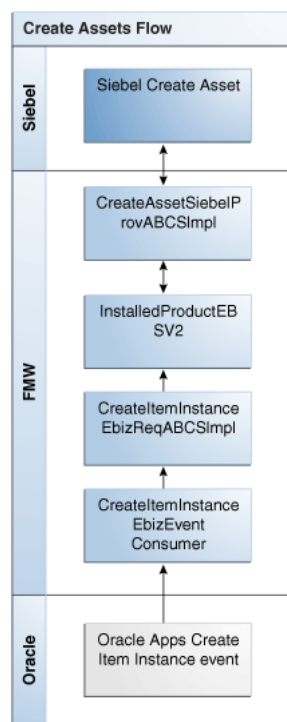 Create Assets Flow
Siebel
Siebel Create Asset
FMW
CreateAssetSiebelP
rovABCSImpl
InstalledProductEB
SV2
CreateItemInstance
EbizReqABCSImpl
CreateItemInstance
EbizEvent
Consumer
Oracle
Oracle Apps Create
Item Instance event